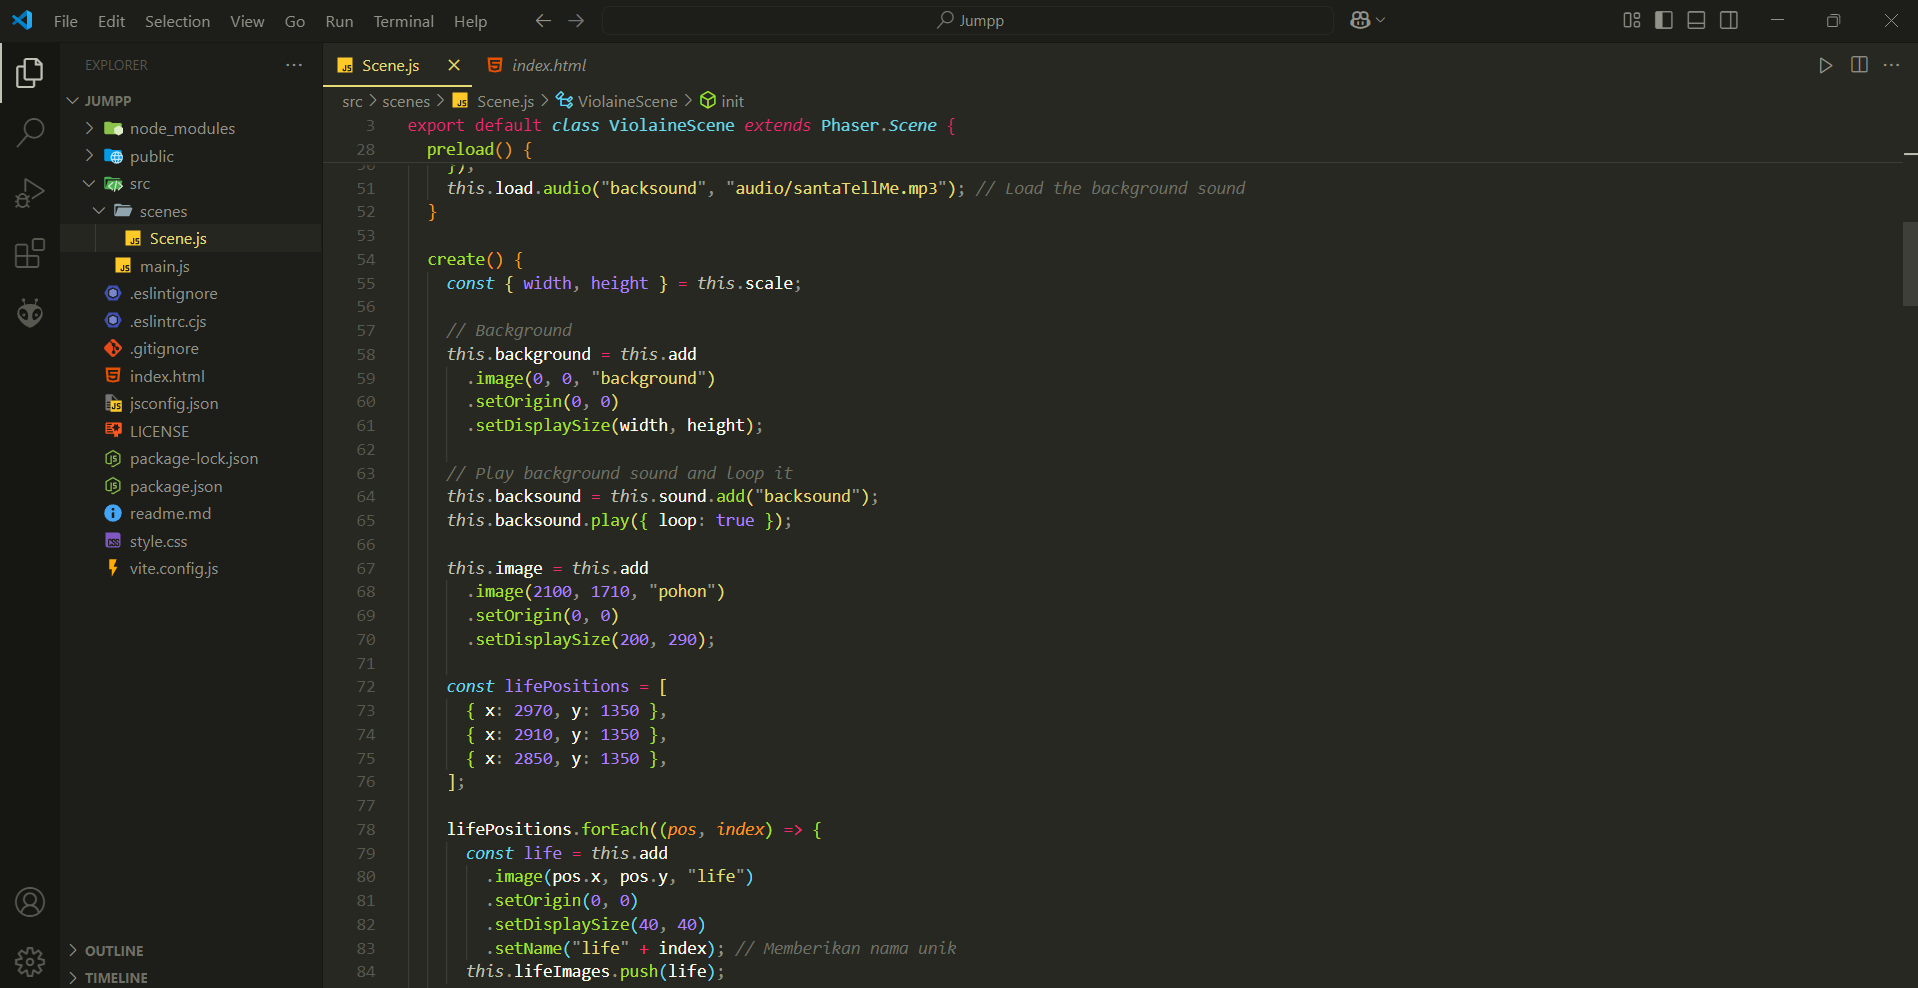 File Edit Selection View Go Run Terminal Help
Jumpp
EXPLORER
JUMPP
node_modules
public
src
scenes
Scene.js
main.js
.eslintignore
.eslintrc.cjs
.gitignore
index.html
jsconfig.json
LICENSE
package-lock.json
package.json
readme.md
style.css
vite.config.js
OUTLINE
TIMELINE
Scene.js index.html
src > scenes > Scene.js > ViolaineScene > init
3 export default class ViolaineScene extends Phaser.Scene {
28 preload() {
50 });
51 this.load.audio("backsound", "audio/santaTellMe.mp3"); // Load the background sound
52 }
53
54 create() {
55 const { width, height } = this.scale;
56
57 // Background
58 this.background = this.add
59 .image(0, 0, "background")
60 .setOrigin(0, 0)
61 .setDisplaySize(width, height);
62
63 // Play background sound and loop it
64 this.backsound = this.sound.add("backsound");
65 this.backsound.play({ loop: true });
66
67 this.image = this.add
68 .image(2100, 1710, "pohon")
69 .setOrigin(0, 0)
70 .setDisplaySize(200, 290);
71
72 const lifePositions = [
73 { x: 2970, y: 1350 },
74 { x: 2910, y: 1350 },
75 { x: 2850, y: 1350 },
76 ];
77
78 lifePositions.forEach((pos, index) => {
79 const life = this.add
80 .image(pos.x, pos.y, "life")
81 .setOrigin(0, 0)
82 .setDisplaySize(40, 40)
83 .setName("life" + index); // Memberikan nama unik
84 this.lifeImages.push(life);